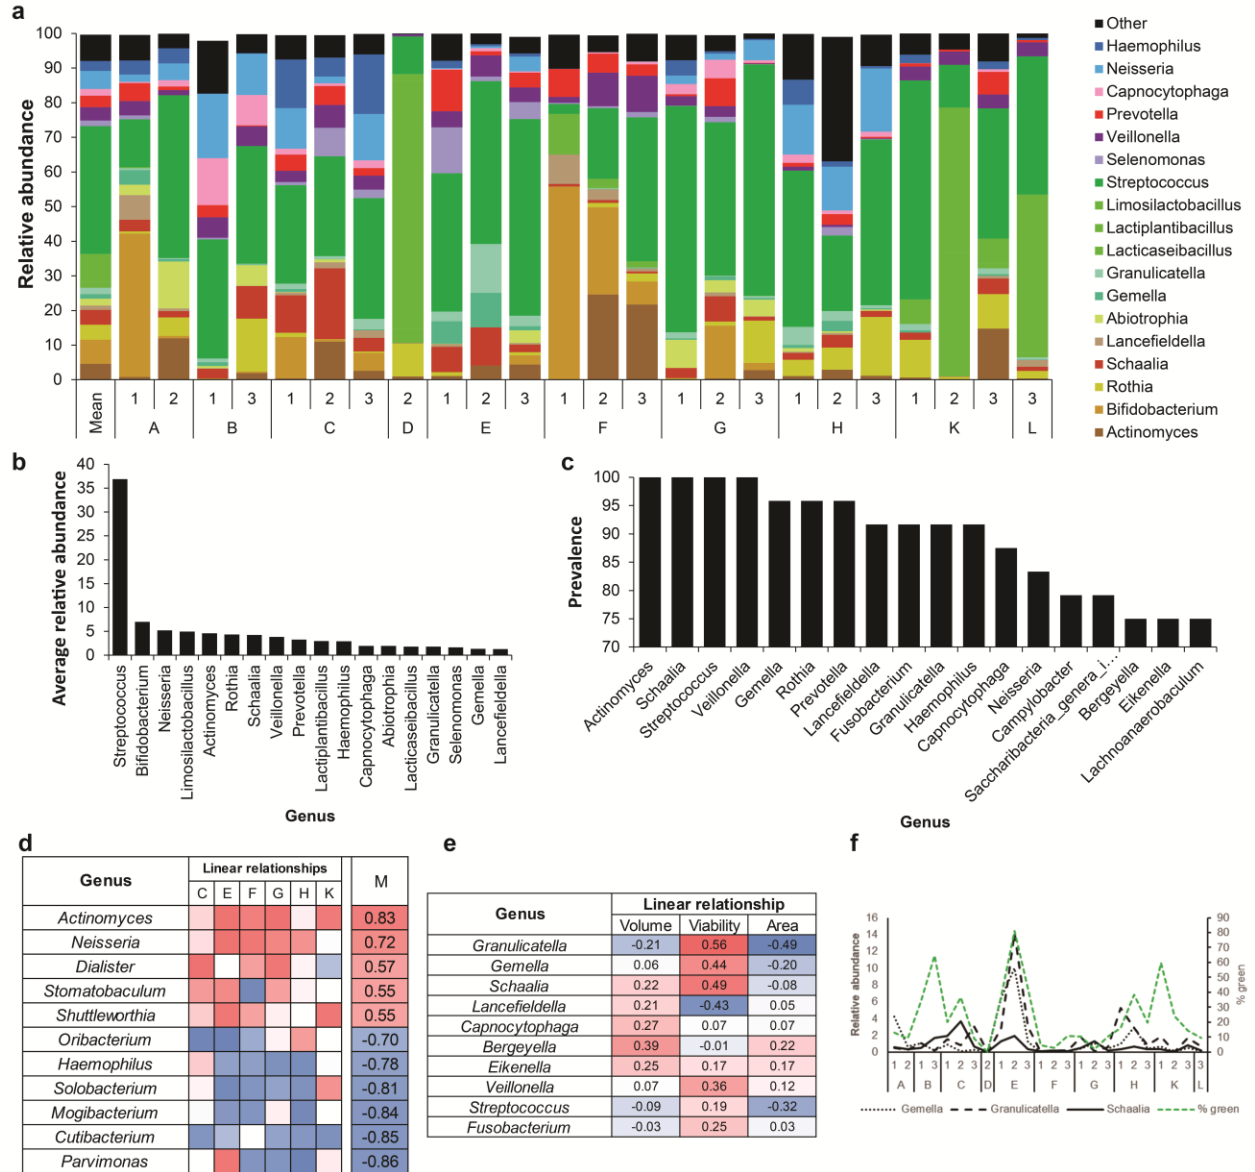 a
Relative abundance
100
90
80
70
60
50
40
30
20
10
0
Mean 1 2 1 3 1 2 3 2 1 2 3 1 2 3 1 2 3 1 2 3 1 2 3 3
A B C D E F G H K L
Other
Haemophilus
Neisseria
Capnocytophaga
Prevotella
Veillonella
Selenomonas
Streptococcus
Limosilactobacillus
Lactiplantibacillus
Lacticaseibacillus
Granulicatella
Gemella
Abiotrophia
Lancefieldella
Schaalia
Rothia
Bifidobacterium
Actinomyces
b
Average relative abundance
40
35
30
25
20
15
10
5
0
Streptococcus
Bifidobacterium
Neisseria
Limosilactobacillus
Actinomyces
Rothia
Schaalia
Veillonella
Prevotella
Lactiplantibacillus
Haemophilus
Capnocytophaga
Abiotrophia
Lacticaseibacillus
Granulicatella
Selenomonas
Gemella
Lancefieldella
Genus
c
Prevalence
100
95
90
85
80
75
70
Actinomyces
Schaalia
Streptococcus
Veillonella
Gemella
Rothia
Prevotella
Lancefieldella
Fusobacterium
Granulicatella
Haemophilus
Capnocytophaga
Neisseria
Campylobacter
Saccharibacteria_genera_i...
Bergeyella
Eikenella
Lachnoanaerobaculum
Genus
d
Genus Linear relationships M
C E F G H K
Actinomyces 0.83
Neisseria 0.72
Dialister 0.57
Stomatobaculum 0.55
Shuttleworthia 0.55
Oribacterium -0.70
Haemophilus -0.78
Solobacterium -0.81
Mogibacterium -0.84
Cutibacterium -0.85
Parvimonas -0.86
e
Genus Linear relationship
Volume Viability Area
Granulicatella -0.21 0.56 -0.49
Gemella 0.06 0.44 -0.20
Schaalia 0.22 0.49 -0.08
Lancefieldella 0.21 -0.43 0.05
Capnocytophaga 0.27 0.07 0.07
Bergeyella 0.39 -0.01 0.22
Eikenella 0.25 0.17 0.17
Veillonella 0.07 0.36 0.12
Streptococcus -0.09 0.19 -0.32
Fusobacterium -0.03 0.25 0.03
f
Relative abundance
16
14
12
10
8
6
4
2
0
90
80
70
60
50
40
30
20
10
0
% green
1 2 1 3 1 2 3 2 1 2 3 1 2 3 1 2 3 1 2 3 1 2 3 3
A B C D E F G H K L
Gemella Granulicatella Schaalia % green